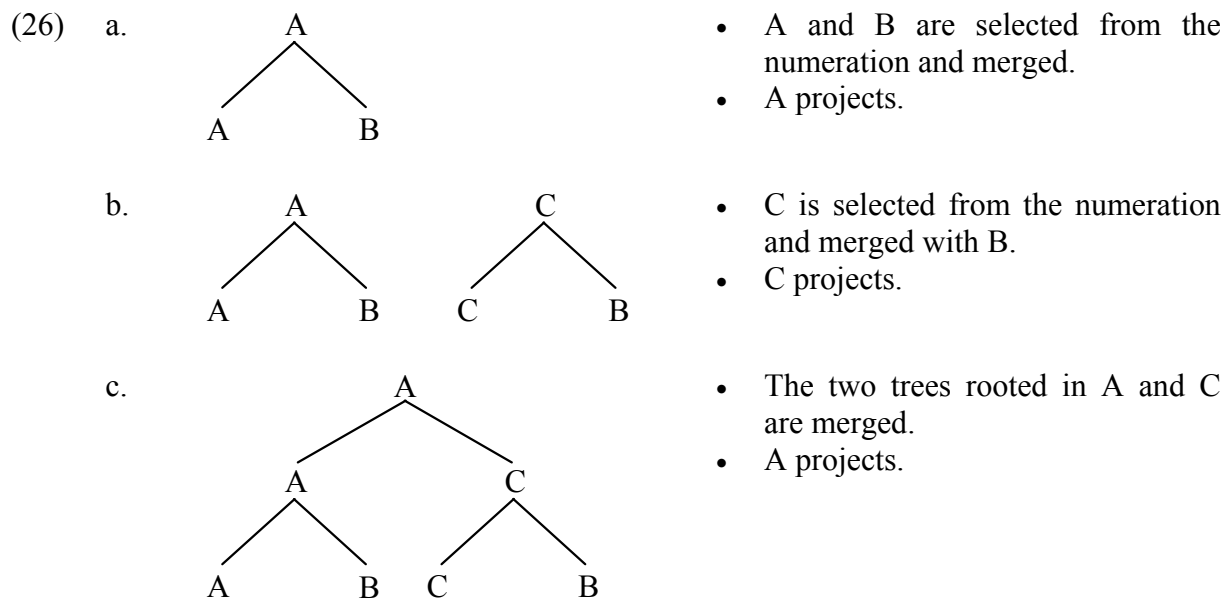 (26) a. A • A and B are selected from the
numeration and merged.
• A projects.
A B
b. A C • C is selected from the numeration
and merged with B.
• C projects.
A B C B
c. A • The two trees rooted in A and C
are merged.
• A projects.
A C
A B C B